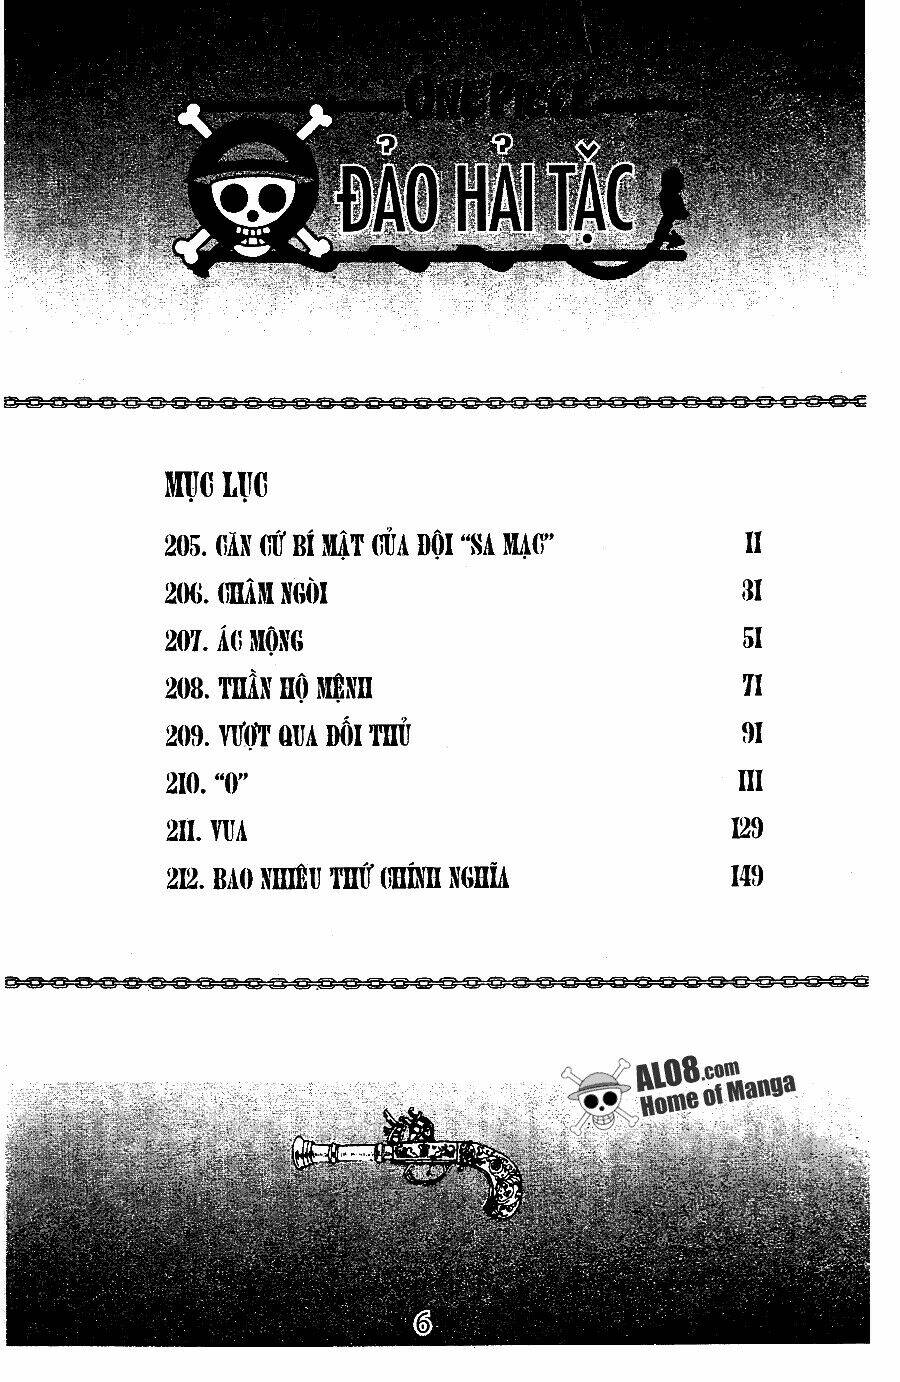 ONE PIECE
ĐẢO HẢI TẶC
MỤC LỤC
205. CĂN CỨ BÍ MẬT CỦA ĐỘI “SA MẠC” 11
206. CHÂM NGÒI 31
207. ÁC MỘNG 51
208. THẦN HỘ MỆNH 71
209. VƯỢT QUA ĐỐI THỦ 91
210. “0” 111
211. VUA 129
212. BAO NHIÊU THỨ CHÍNH NGHĨA 149
ALO8.com
Home of Manga
6